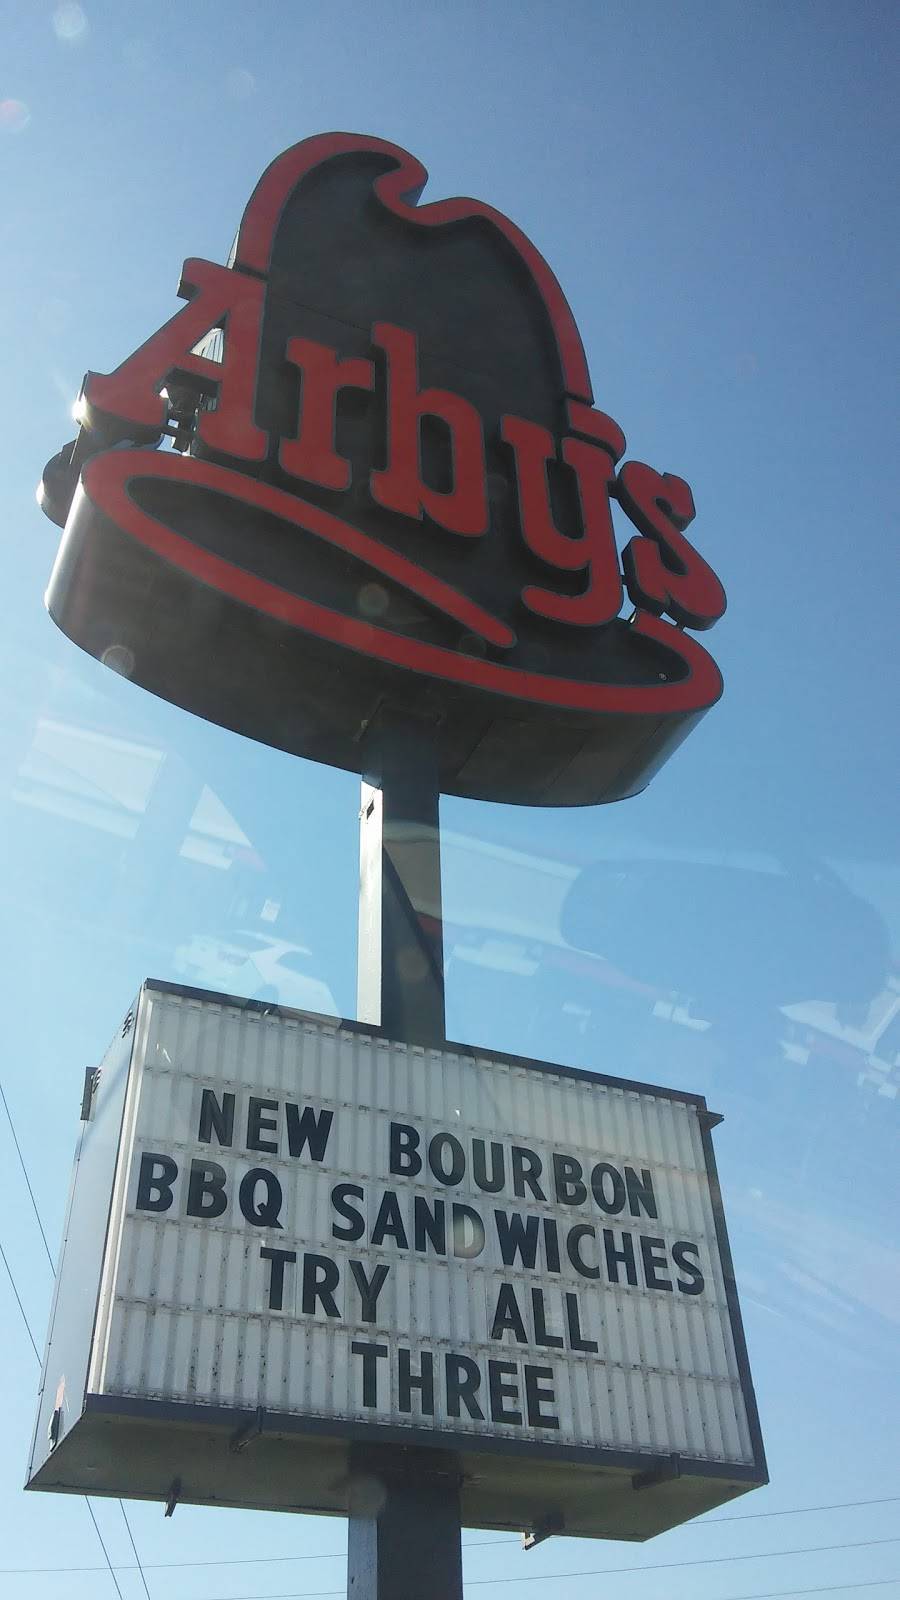 Arby's
NEW BOURBON
BBQ SANDWICHES
TRY ALL
THREE